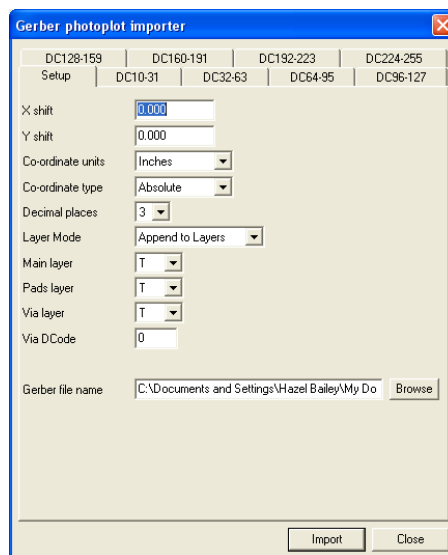 Gerber photoplot importer
DC128-159 DC160-191 DC192-223 DC224-255
Setup DC10-31 DC32-63 DC64-95 DC96-127
X shift 0.000
Y shift 0.000
Co-ordinate units Inches
Co-ordinate type Absolute
Decimal places 3
Layer Mode Append to Layers
Main layer T
Pads layer T
Via layer T
Via DCode 0
Gerber file name C:\Documents and Settings\Hazel Bailey\My Do Browse
Import Close